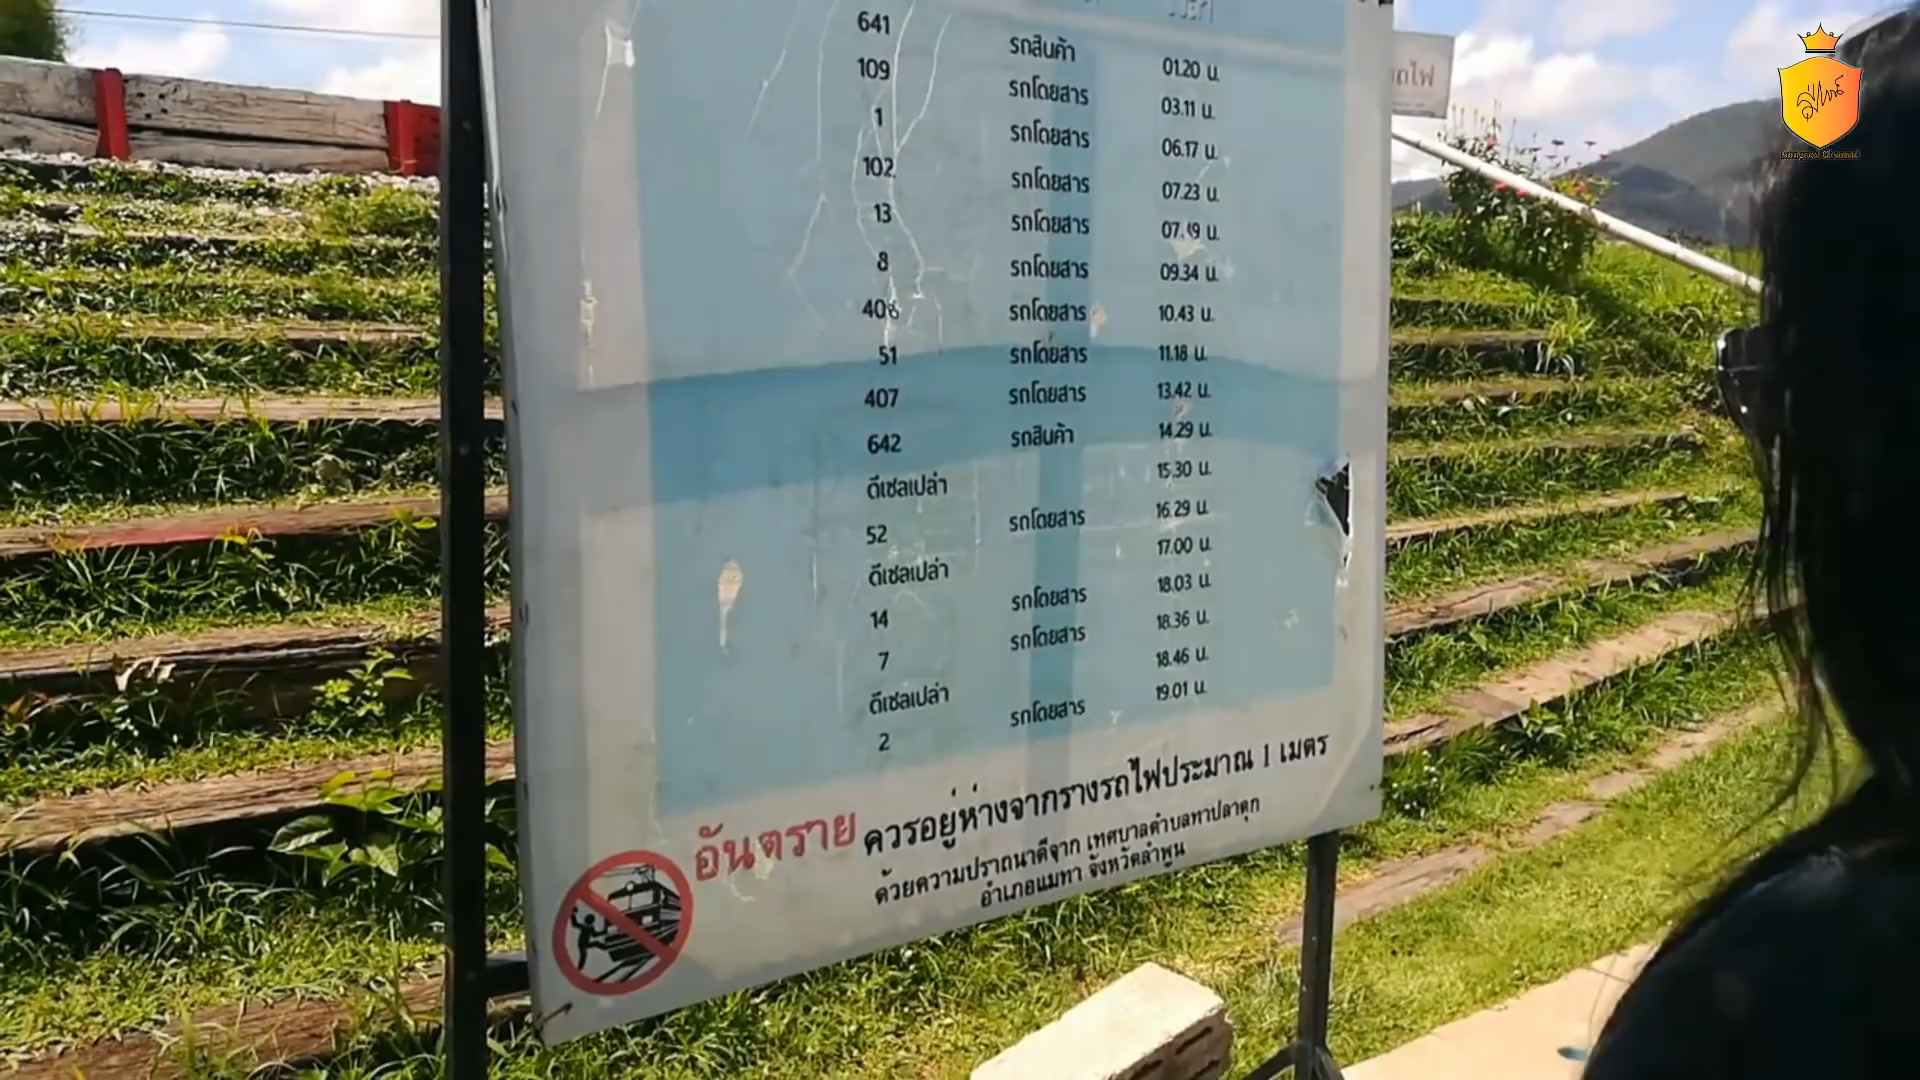 641 รถสินค้า 01.20 น.
109 รถโดยสาร 03.11 น.
1 รถโดยสาร 06.17 น.
102 รถโดยสาร 07.23 น.
13 รถโดยสาร น.
8 รถโดยสาร 09.34 น.
408 รถโดยสาร 10.43 น.
51 รถโดยสาร 11.18 น.
407 รถโดยสาร 13.42 น.
642 รถสินค้า 14.29 น.
ดีเซลเปล่า 15.30 น.
52 รถโดยสาร 16.29 น.
ดีเซลเปล่า 17.00 น.
14 รถโดยสาร 18.03 น.
7 รถโดยสาร 18.36 น.
ดีเซลเปล่า 18.46 น.
2 รถโดยสาร 19.01 น.
อันตราย ควรอยู่ห่างจากรางรถไฟประมาณ 1 เมตร
ด้วยความปราถนาดีจาก เทศบาลตำบลทาปลาดุก
อำเภอแม่ทา จังหวัดลำพูน